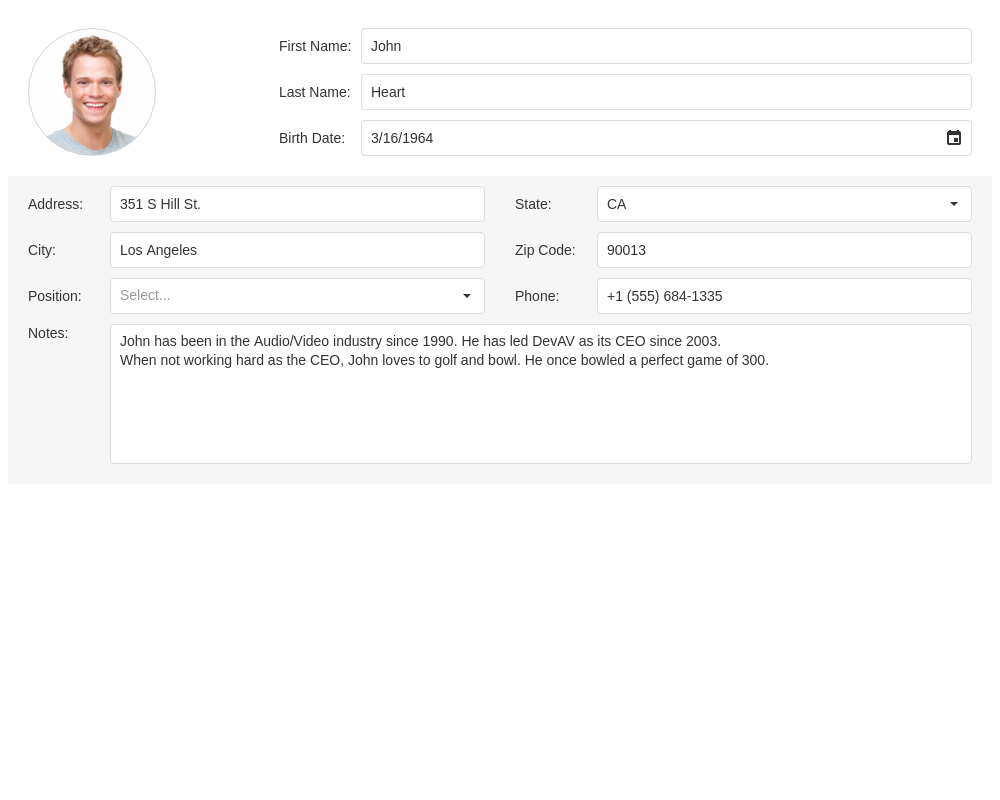 First Name: John
Last Name: Heart
Birth Date: 3/16/1964
Address: 351 S Hill St. State: CA
City: Los Angeles Zip Code: 90013
Position: Select... Phone: +1 (555) 684-1335
Notes: John has been in the Audio/Video industry since 1990. He has led DevAV as its CEO since 2003.
When not working hard as the CEO, John loves to golf and bowl. He once bowled a perfect game of 300.